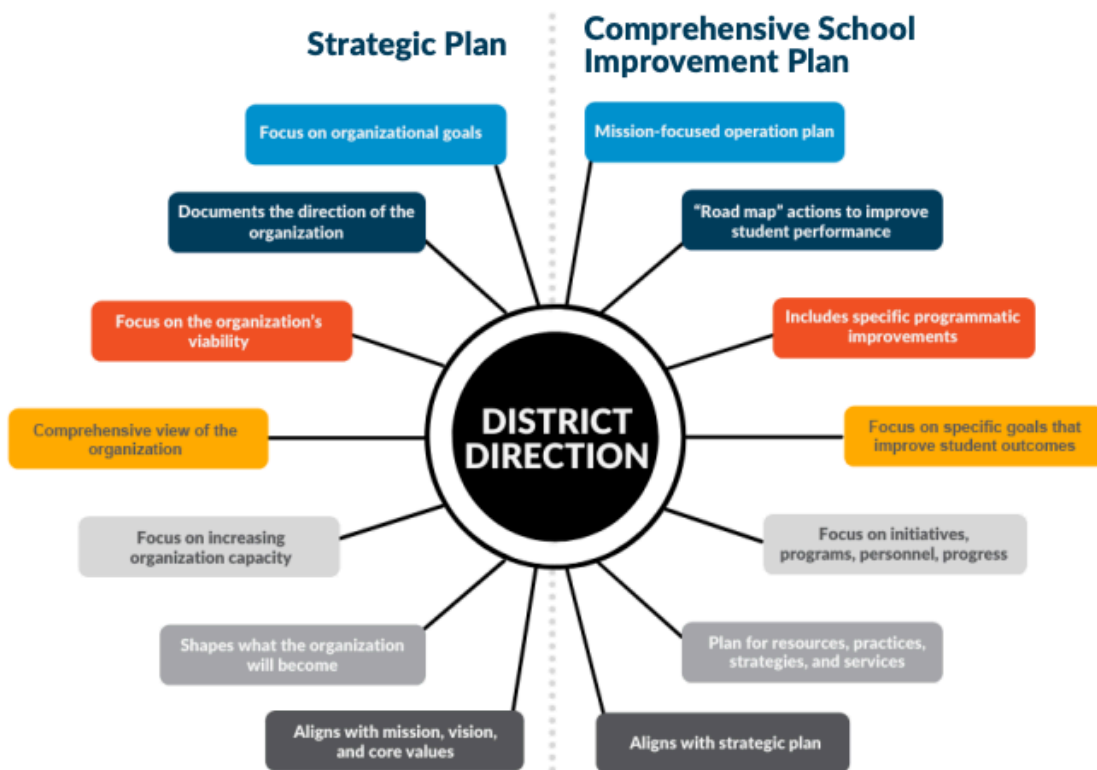 Strategic Plan
Comprehensive School
Improvement Plan
Focus on organizational goals
Documents the direction of the
organization
Focus on the organization's
viability
Comprehensive view of the
organization
Focus on increasing
organization capacity
Shapes what the organization
will become
Aligns with mission, vision,
and core values
DISTRICT
DIRECTION
Mission-focused operation plan
“Road map” actions to improve
student performance
Includes specific programmatic
improvements
Focus on specific goals that
improve student outcomes
Focus on initiatives,
programs, personnel, progress
Plan for resources, practices,
strategies, and services
Aligns with strategic plan